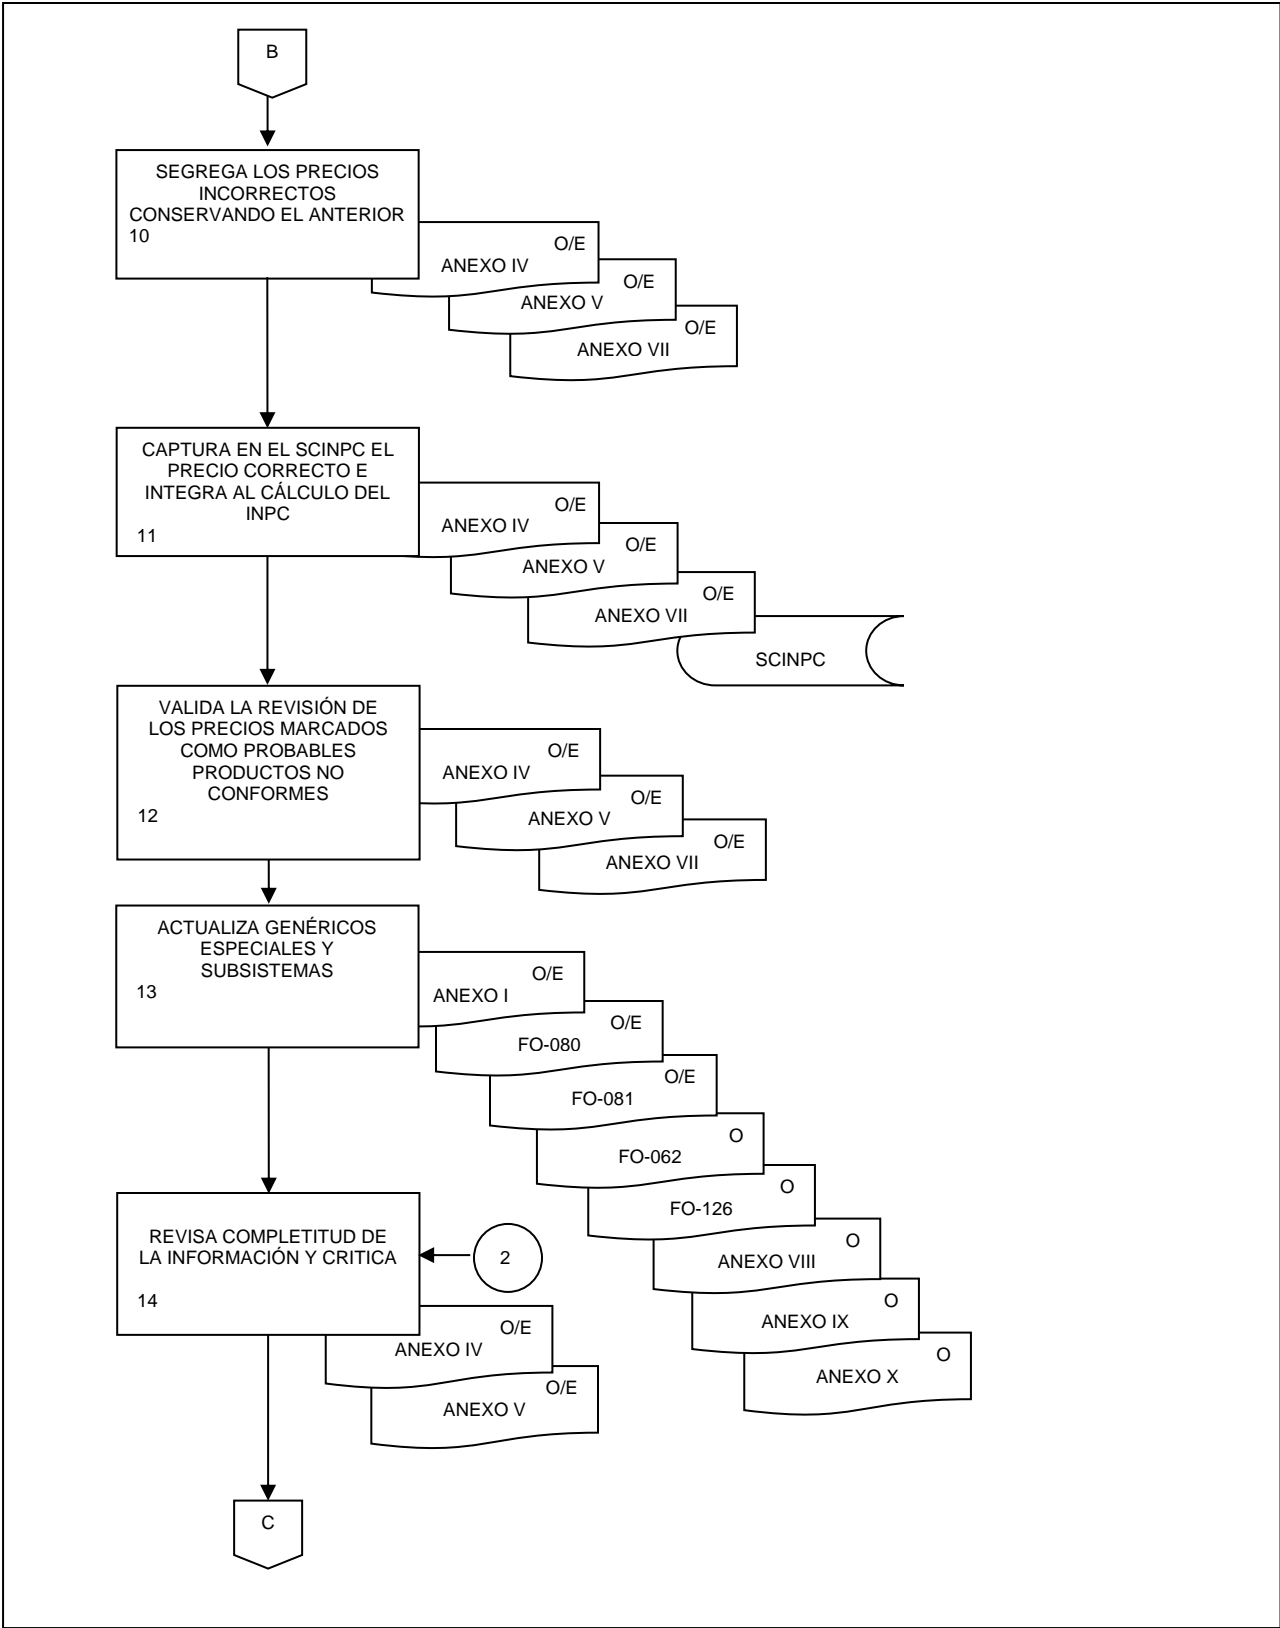 B
SEGREGA LOS PRECIOS
INCORRECTOS
CONSERVANDO EL ANTERIOR
10
O/E
ANEXO IV
O/E
ANEXO V
O/E
ANEXO VII
CAPTURA EN EL SCINPC EL
PRECIO CORRECTO E
INTEGRA AL CÁLCULO DEL
INPC
11
O/E
ANEXO IV
O/E
ANEXO V
O/E
ANEXO VII
SCINPC
VALIDA LA REVISIÓN DE
LOS PRECIOS MARCADOS
COMO PROBABLES
PRODUCTOS NO
CONFORMES
12
O/E
ANEXO IV
O/E
ANEXO V
O/E
ANEXO VII
ACTUALIZA GENÉRICOS
ESPECIALES Y
SUBSISTEMAS
13
O/E
ANEXO I
O/E
FO-080
O/E
FO-081
O
FO-062
O
FO-126
O
ANEXO VIII
O
ANEXO IX
O
ANEXO X
REVISA COMPLETITUD DE
LA INFORMACIÓN Y CRITICA
14
2
O/E
ANEXO IV
O/E
ANEXO V
C